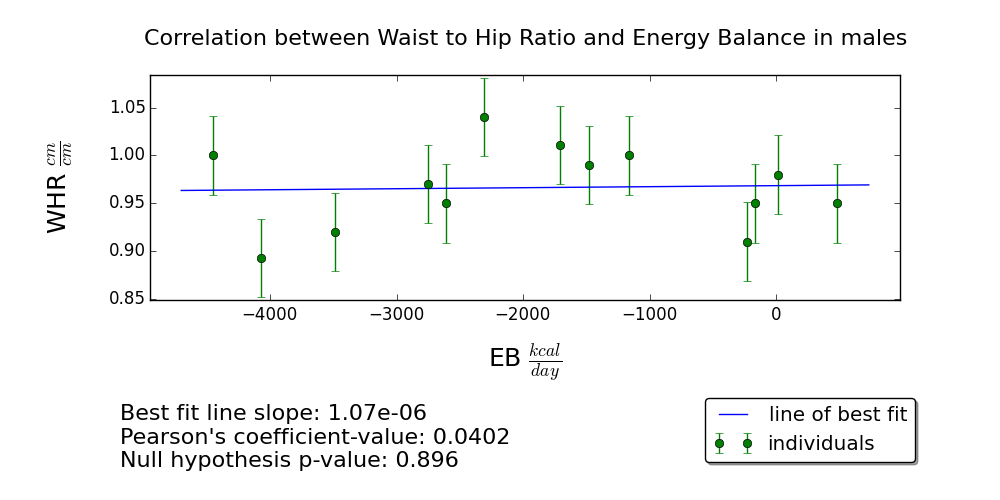 Correlation between Waist to Hip Ratio and Energy Balance in males
WHR cm/cm
1.05
1.00
0.95
0.90
0.85
−4000 −3000 −2000 −1000 0
EB kcal/day
Best fit line slope: 1.07e-06
Pearson's coefficient-value: 0.0402
Null hypothesis p-value: 0.896
line of best fit
individuals